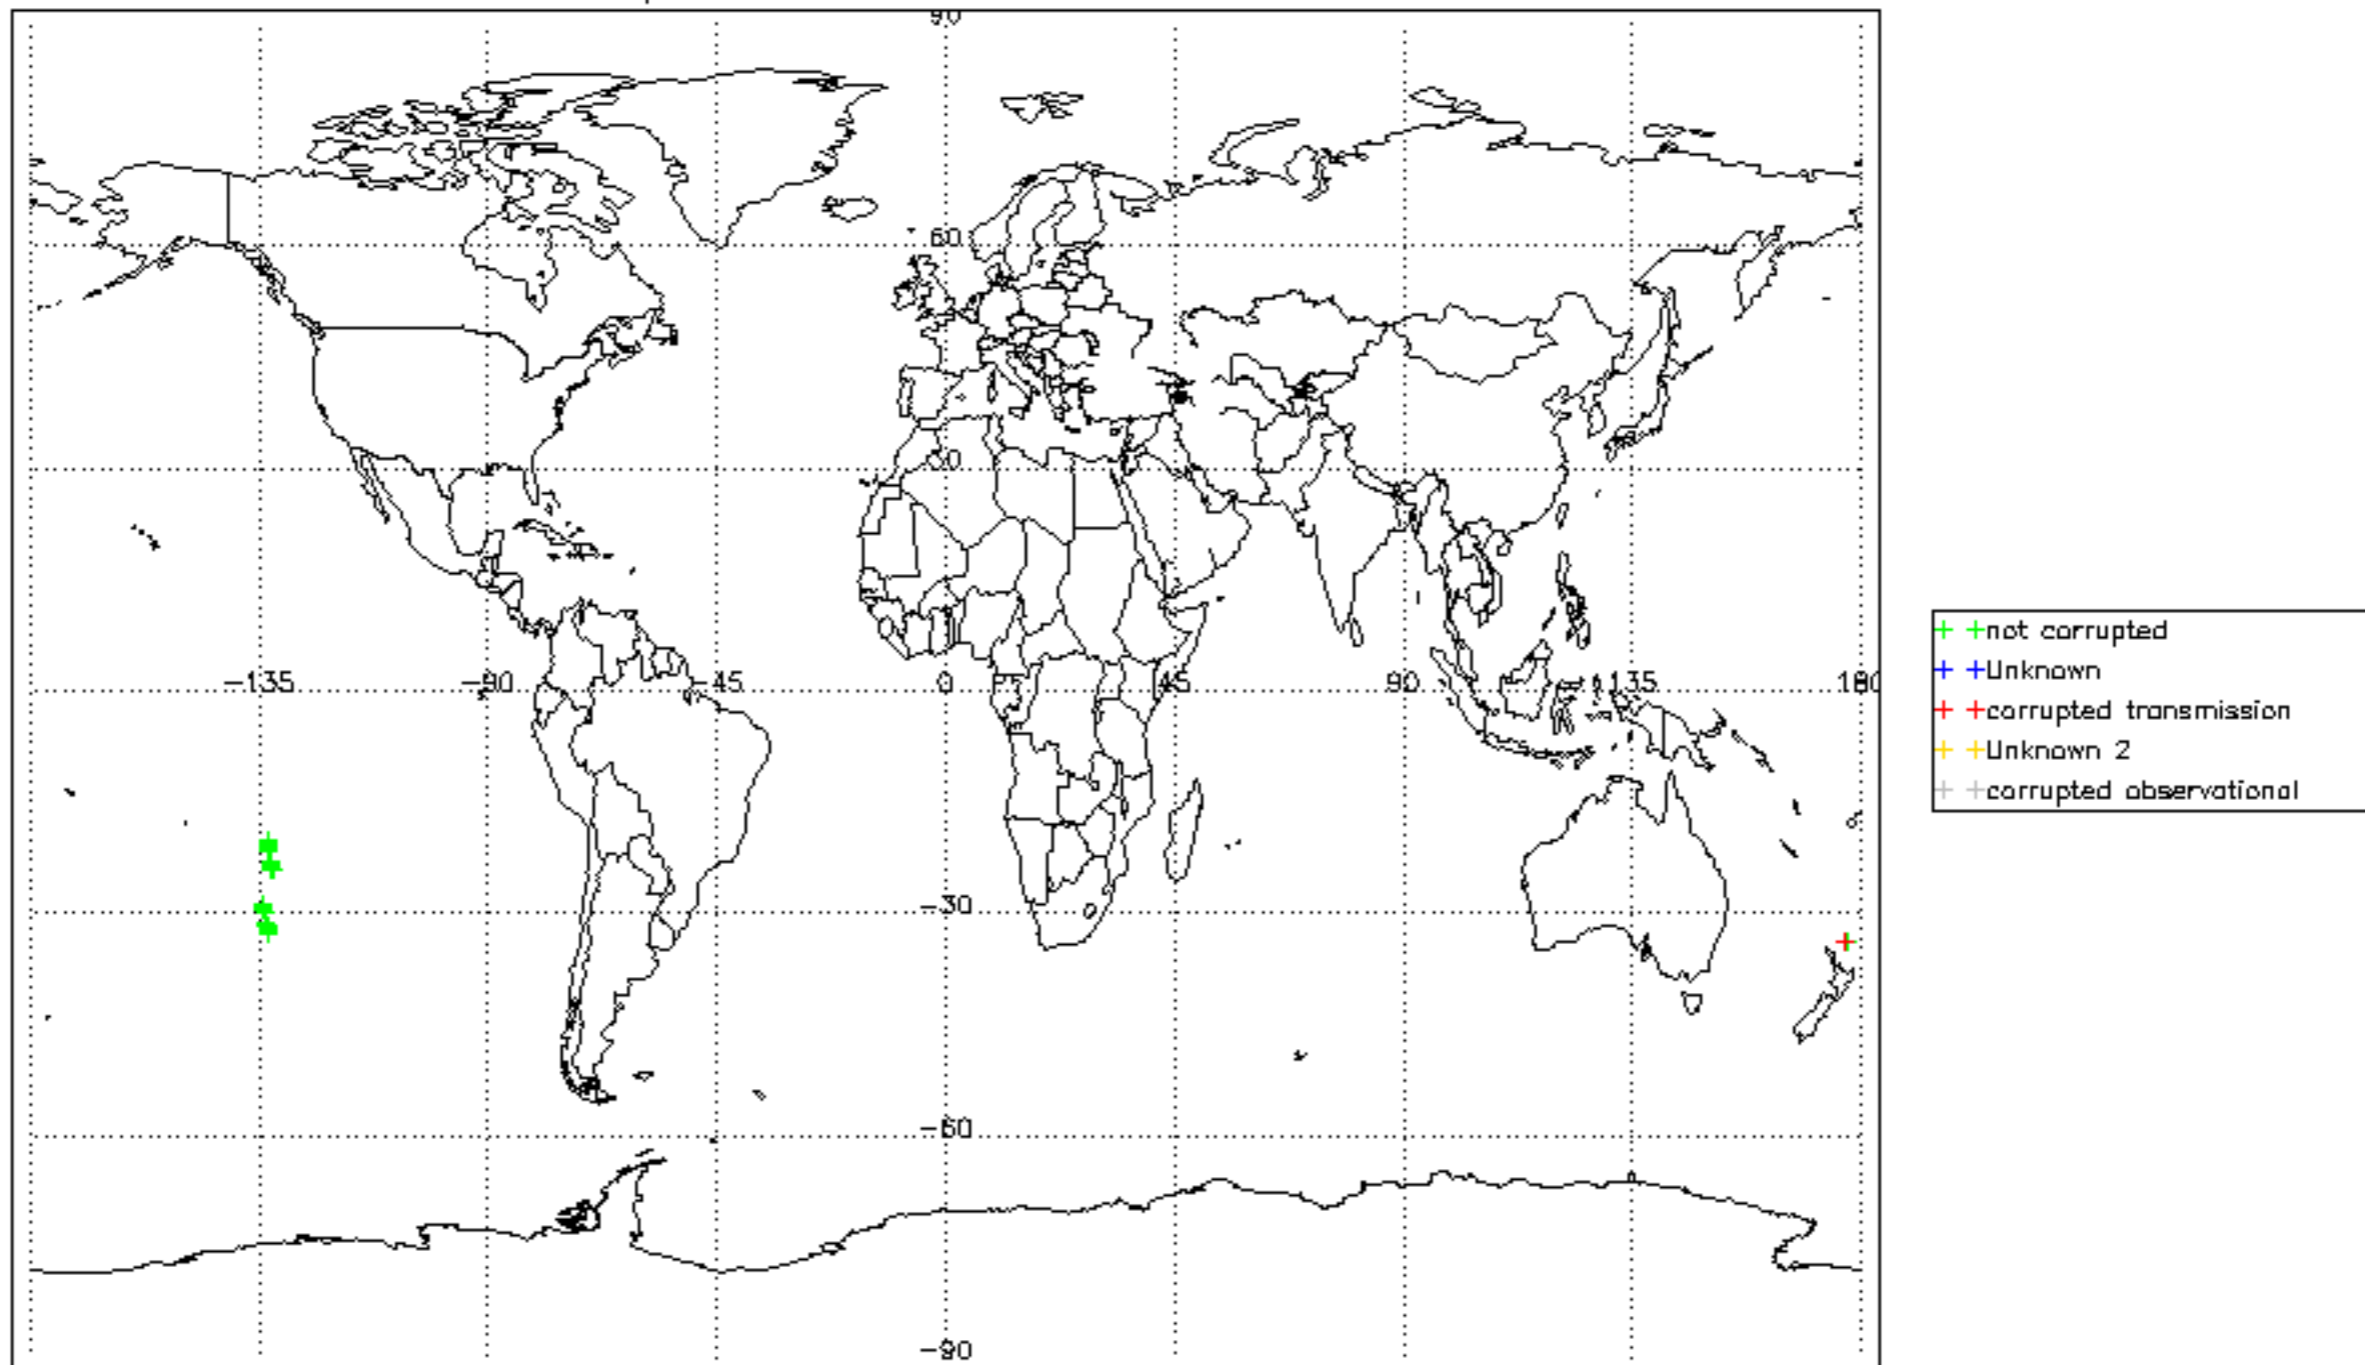 90
60
30
-135 -90 -45 0 45 90 135 180
-30
-60
-90
not corrupted
Unknown
corrupted transmission
Unknown 2
corrupted observational